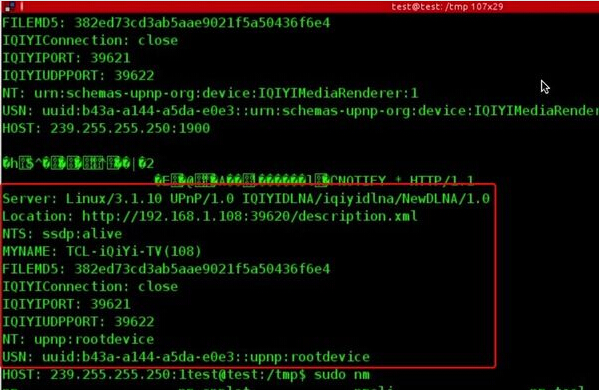 test@test: /tmp 107x29
FILEMD5: 382ed73cd3ab5aae9021f5a50436f6e4
IQIYIConnection: close
IQIYIPORT: 39621
IQIYIUDPPORT: 39622
NT: urn:schemas-upnp-org:device:IQIYIMediaRenderer:1
USN: uuid:b43a-a144-a5da-e0e3::urn:schemas-upnp-org:device:IQIYIMediaRender
HOST: 239.255.255.250:1900
CNOTIFY * HTTP/1.1
Server: Linux/3.1.10 UPnP/1.0 IQIYIDLNA/iqiyidlna/NewDLNA/1.0
Location: http://192.168.1.108:39620/description.xml
NTS: ssdp:alive
MYNAME: TCL-iQiYi-TV(108)
FILEMD5: 382ed73cd3ab5aae9021f5a50436f6e4
IQIYIConnection: close
IQIYIPORT: 39621
IQIYIUDPPORT: 39622
NT: upnp:rootdevice
USN: uuid:b43a-a144-a5da-e0e3::upnp:rootdevice
HOST: 239.255.255.250:1test@test:/tmp$ sudo nm